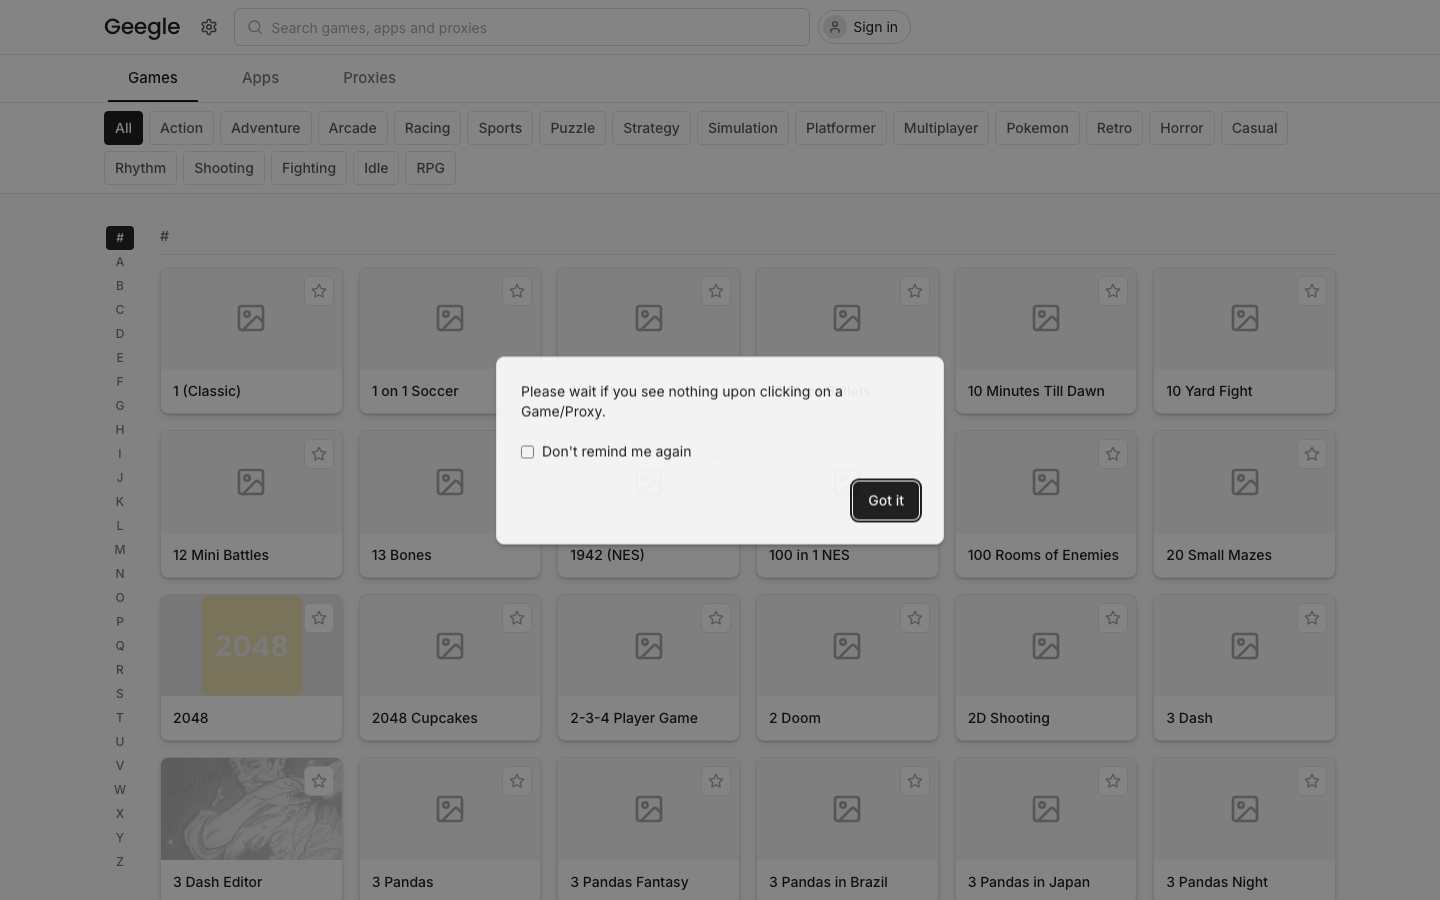 Geegle
Search games, apps and proxies
Sign in
Games Apps Proxies
All Action Adventure Arcade Racing Sports Puzzle Strategy Simulation Platformer Multiplayer Pokemon Retro Horror Casual
Rhythm Shooting Fighting Idle RPG
# #
A
B
C
D
E
F
G
H
I
J
K
L
M
N
O
P
Q
R
S
T
U
V
W
X
Y
Z
1 (Classic) 1 on 1 Soccer 10 Minutes Till Dawn 10 Yard Fight
Please wait if you see nothing upon clicking on a
Game/Proxy.
Don't remind me again
Got it
12 Mini Battles 13 Bones 1942 (NES) 100 in 1 NES 100 Rooms of Enemies 20 Small Mazes
2048
2048 2048 Cupcakes 2-3-4 Player Game 2 Doom 2D Shooting 3 Dash
3 Dash Editor 3 Pandas 3 Pandas Fantasy 3 Pandas in Brazil 3 Pandas in Japan 3 Pandas Night